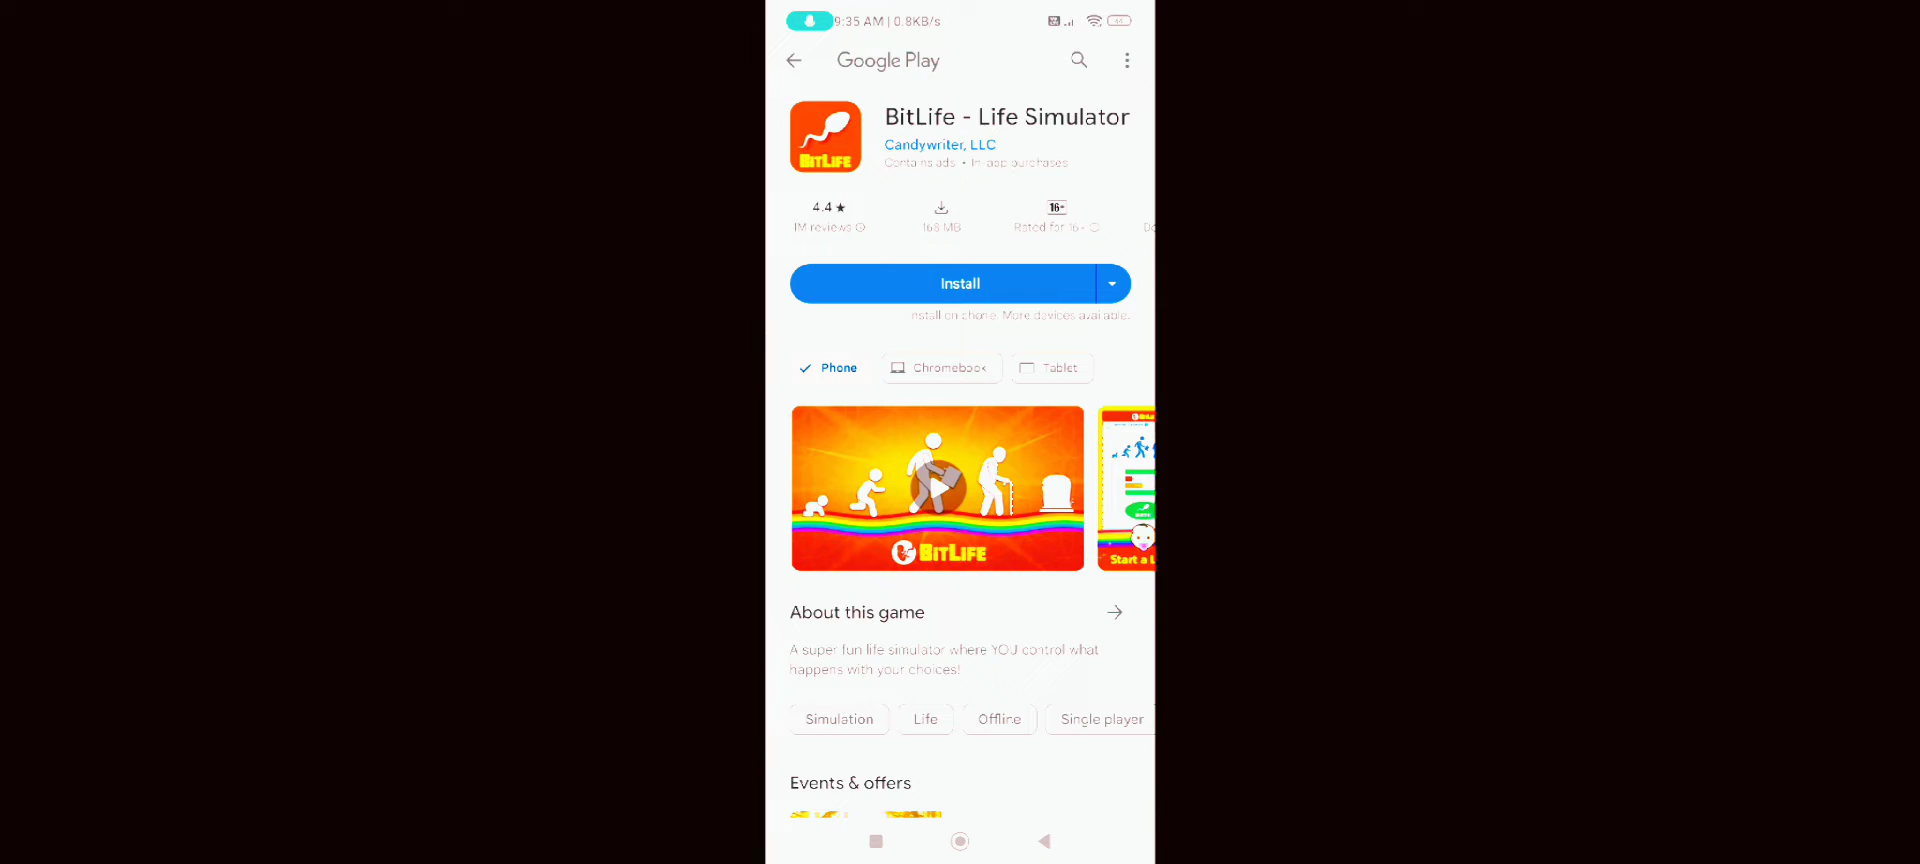 9:35 AM | 0.8KB/s
Google Play
BitLife - Life Simulator
Candywriter, LLC
Contains ads • In-app purchases
BITLIFE
4.4 ★
16+
1M reviews
168 MB
Rated for 16+
Install
Install on phone. More devices available.
Phone
Chromebook
Tablet
BITLIFE
Start a L
About this game
A super fun life simulator where YOU control what
happens with your choices!
Simulation
Life
Offline
Single player
Events & offers